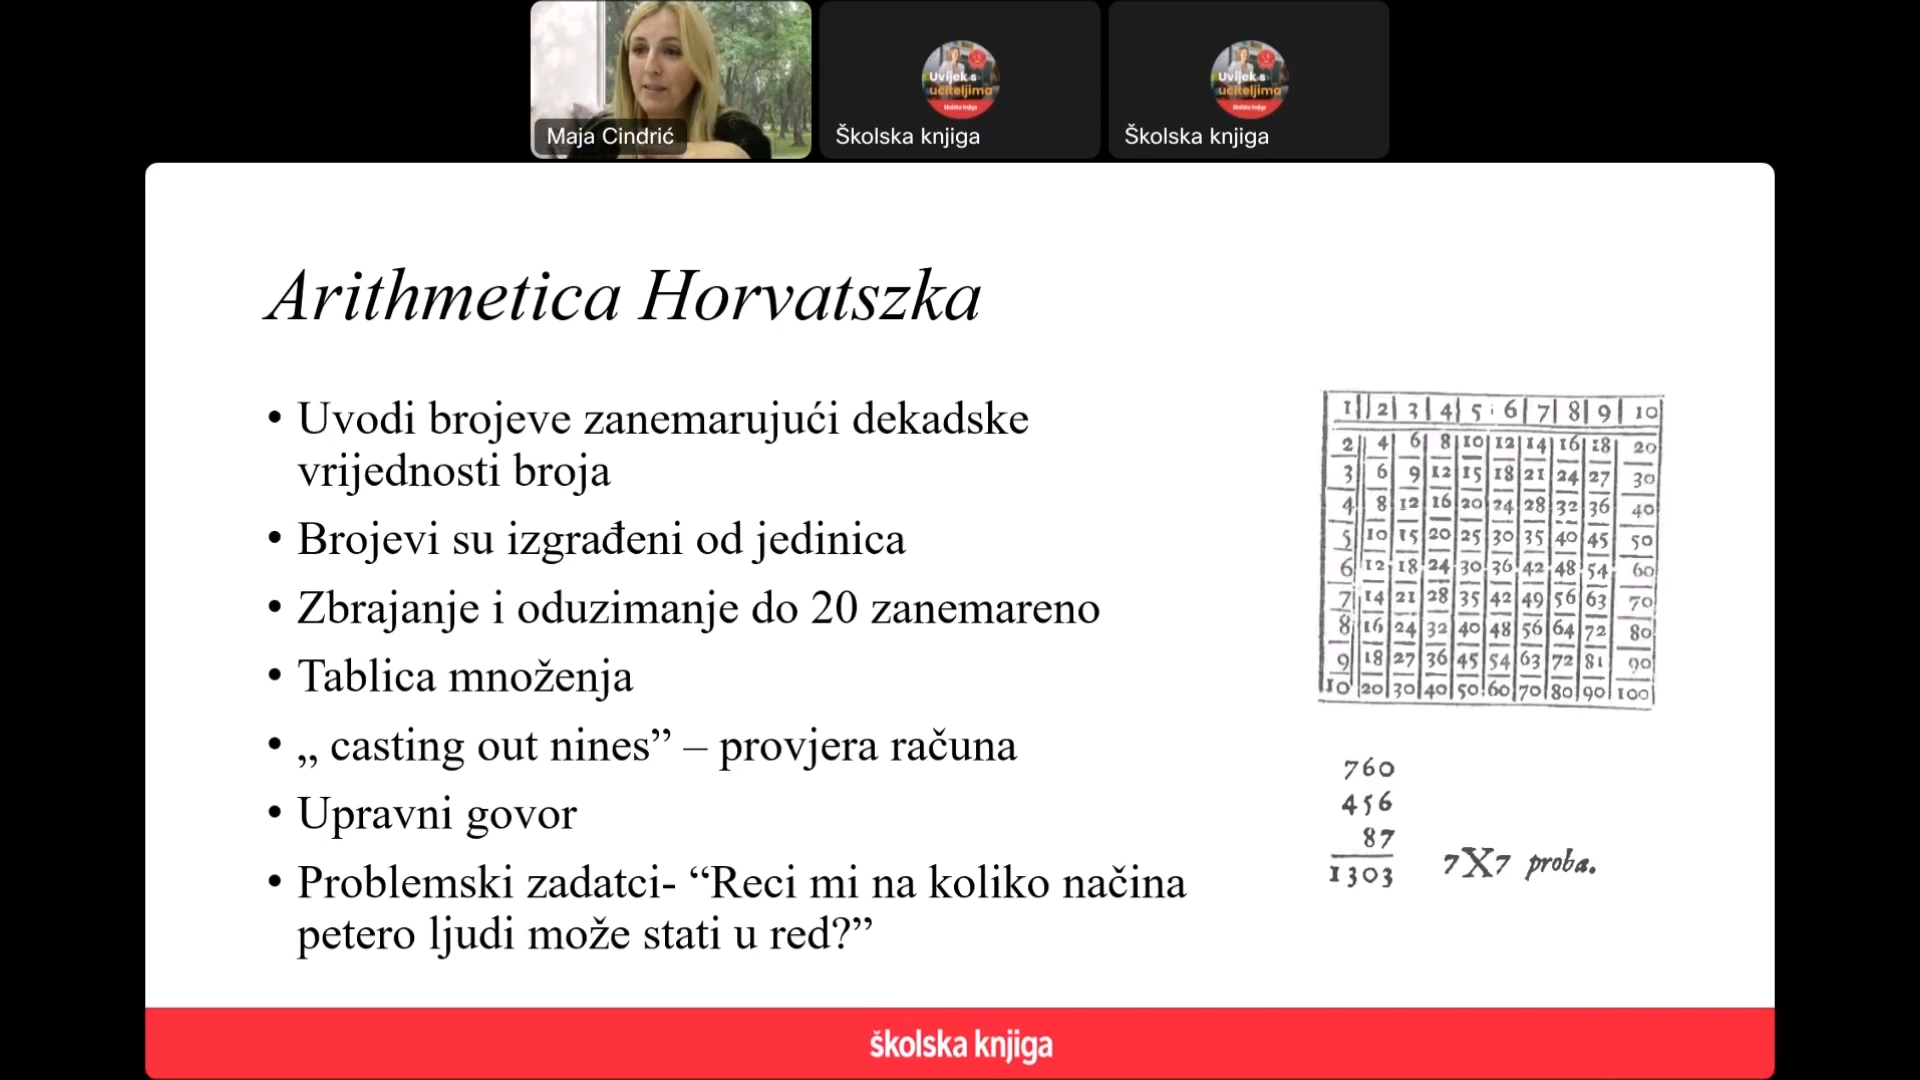 Uvijek s
učiteljima
školska knjiga
Uvijek s
učiteljima
školska knjiga
Maja Cindrić
Školska knjiga
Školska knjiga
Arithmetica Horvatszka
• Uvodi brojeve zanemarujući dekadske
vrijednosti broja
• Brojevi su izgrađeni od jedinica
• Zbrajanje i oduzimanje do 20 zanemareno
• Tablica množenja
• „ casting out nines” – provjera računa
• Upravni govor
• Problemski zadatci- “Reci mi na koliko načina
petero ljudi može stati u red?”
1 2 3 4 5 6 7 8 9 10
2 4 6 8 10 12 14 16 18 20
3 6 9 12 15 18 21 24 27 30
4 8 12 16 20 24 28 32 36 40
5 10 15 20 25 30 35 40 45 50
6 12 18 24 30 36 42 48 54 60
7 14 21 28 35 42 49 56 63 70
8 16 24 32 40 48 56 64 72 80
9 18 27 36 45 54 63 72 81 90
10 20 30 40 50 60 70 80 90 100
760
456
87
1303
7X7 proba.
školska knjiga